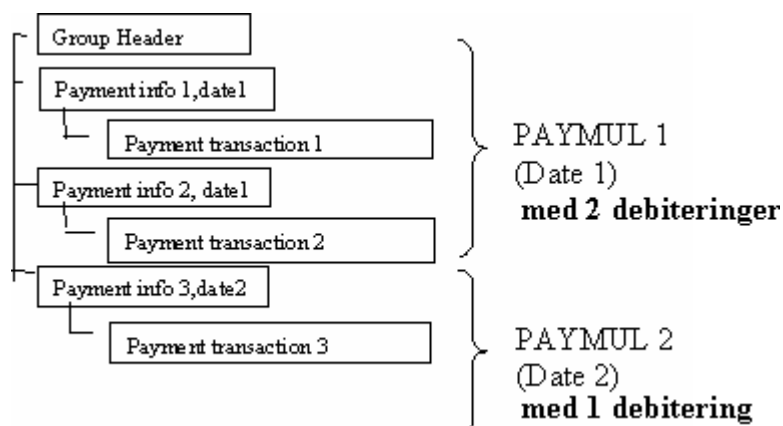 Group Header
Payment info 1,date1
Payment transaction 1
Payment info 2, date1
Payment transaction 2
Payment info 3,date2
Payment transaction 3
PAYMUL 1
(Date 1)
med 2 debiteringer
PAYMUL 2
(Date 2)
med 1 debitering